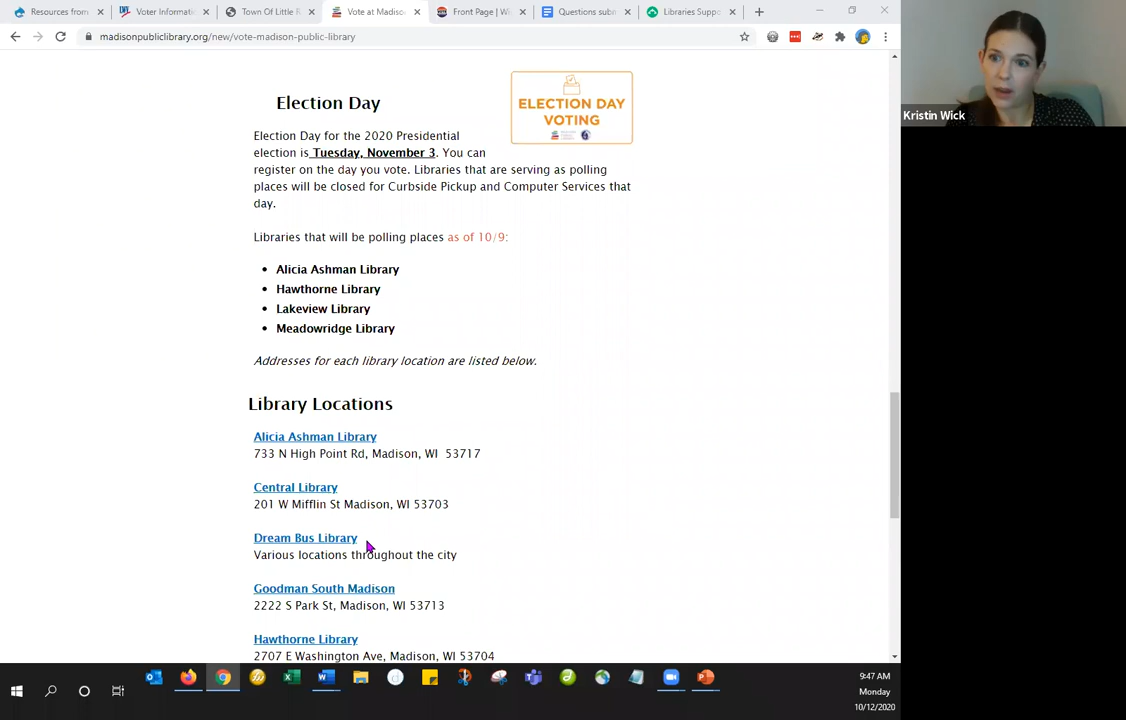 Resources from
Voter Informati
Town Of Little R
Vote at Madiso
Front Page | Wi
Questions subm
Libraries Suppo
madisonpubliclibrary.org/new/vote-madison-public-library
Kristin Wick
ELECTION DAY
VOTING
Election Day
Election Day for the 2020 Presidential
election is Tuesday, November 3. You can
register on the day you vote. Libraries that are serving as polling
places will be closed for Curbside Pickup and Computer Services that
day.
Libraries that will be polling places as of 10/9:
• Alicia Ashman Library
• Hawthorne Library
• Lakeview Library
• Meadowridge Library
Addresses for each library location are listed below.
Library Locations
Alicia Ashman Library
733 N High Point Rd, Madison, WI 53717
Central Library
201 W Mifflin St Madison, WI 53703
Dream Bus Library
Various locations throughout the city
Goodman South Madison
2222 S Park St, Madison, WI 53713
Hawthorne Library
2707 E Washington Ave, Madison, WI 53704
9:47 AM
Monday
10/12/2020